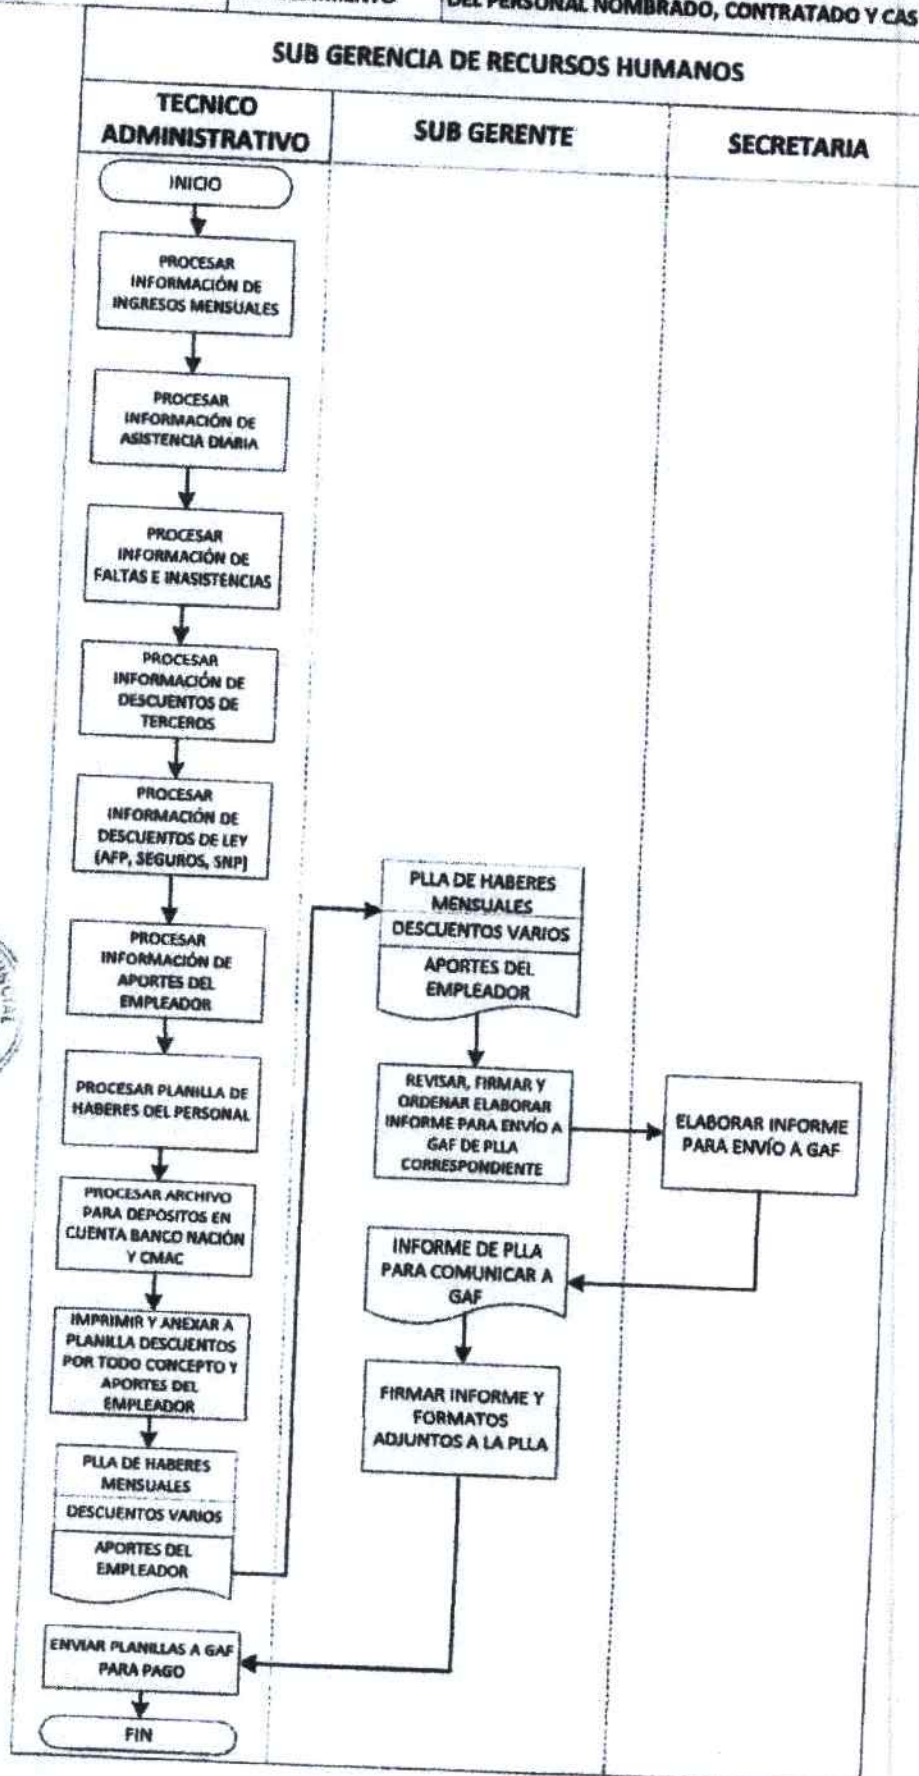 DEL PERSONAL NOMBRADO, CONTRATADO Y CAS
SUB GERENCIA DE RECURSOS HUMANOS
TECNICO
ADMINISTRATIVO
SUB GERENTE
SECRETARIA
INICIO
PROCESAR
INFORMACIÓN DE
INGRESOS MENSUALES
PROCESAR
INFORMACIÓN DE
ASISTENCIA DIARIA
PROCESAR
INFORMACIÓN DE
FALTAS E INASISTENCIAS
PROCESAR
INFORMACIÓN DE
DESCUENTOS DE
TERCEROS
PROCESAR
INFORMACIÓN DE
DESCUENTOS DE LEY
(AFP, SEGUROS, SNP)
PROCESAR
INFORMACIÓN DE
APORTES DEL
EMPLEADOR
PROCESAR PLANILLA DE
HABERES DEL PERSONAL
PROCESAR ARCHIVO
PARA DEPOSITOS EN
CUENTA BANCO NACIÓN
Y CMAC
IMPRIMIR Y ANEXAR A
PLANILLA DESCUENTOS
POR TODO CONCEPTO Y
APORTES DEL
EMPLEADOR
PLLA DE HABERES
MENSUALES
DESCUENTOS VARIOS
APORTES DEL
EMPLEADOR
PLLA DE HABERES
MENSUALES
DESCUENTOS VARIOS
APORTES DEL
EMPLEADOR
REVISAR, FIRMAR Y
ORDENAR ELABORAR
INFORME PARA ENVÍO A
GAF DE PLLA
CORRESPONDIENTE
ELABORAR INFORME
PARA ENVÍO A GAF
INFORME DE PLLA
PARA COMUNICAR A
GAF
FIRMAR INFORME Y
FORMATOS
ADJUNTOS A LA PLLA
ENVIAR PLANILLAS A GAF
PARA PAGO
FIN